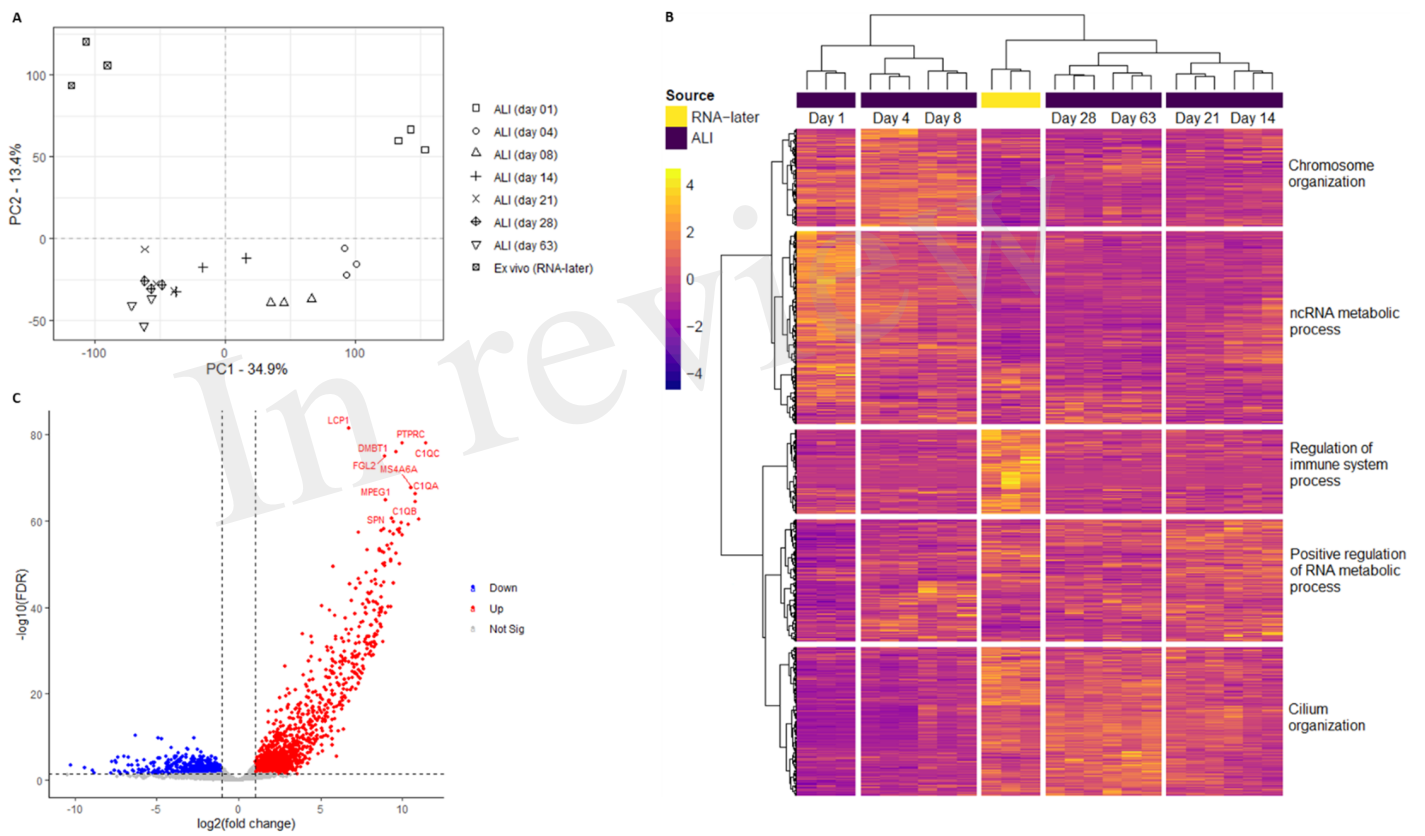 A
100
50
0
-50
PC2 - 13.4%
-100
0
100
PC1 - 34.9%
ALI (day 01)
ALI (day 04)
ALI (day 08)
ALI (day 14)
ALI (day 21)
ALI (day 28)
ALI (day 63)
Ex vivo (RNA-later)
B
Source
RNA-later
ALI
4
2
0
-2
-4
Day 1
Day 4
Day 8
Day 28
Day 63
Day 21
Day 14
Chromosome
organization
ncRNA metabolic
process
Regulation of
immune system
process
Positive regulation
of RNA metabolic
process
Cilium
organization
C
80
60
40
20
0
-log10(FDR)
LCP1
PTPRC
DMBT1
C1QC
FGL2
MS4A6A
C1QA
MPEG1
C1QB
SPN
-10
-5
0
5
10
log2(fold change)
Down
Up
Not Sig
In review